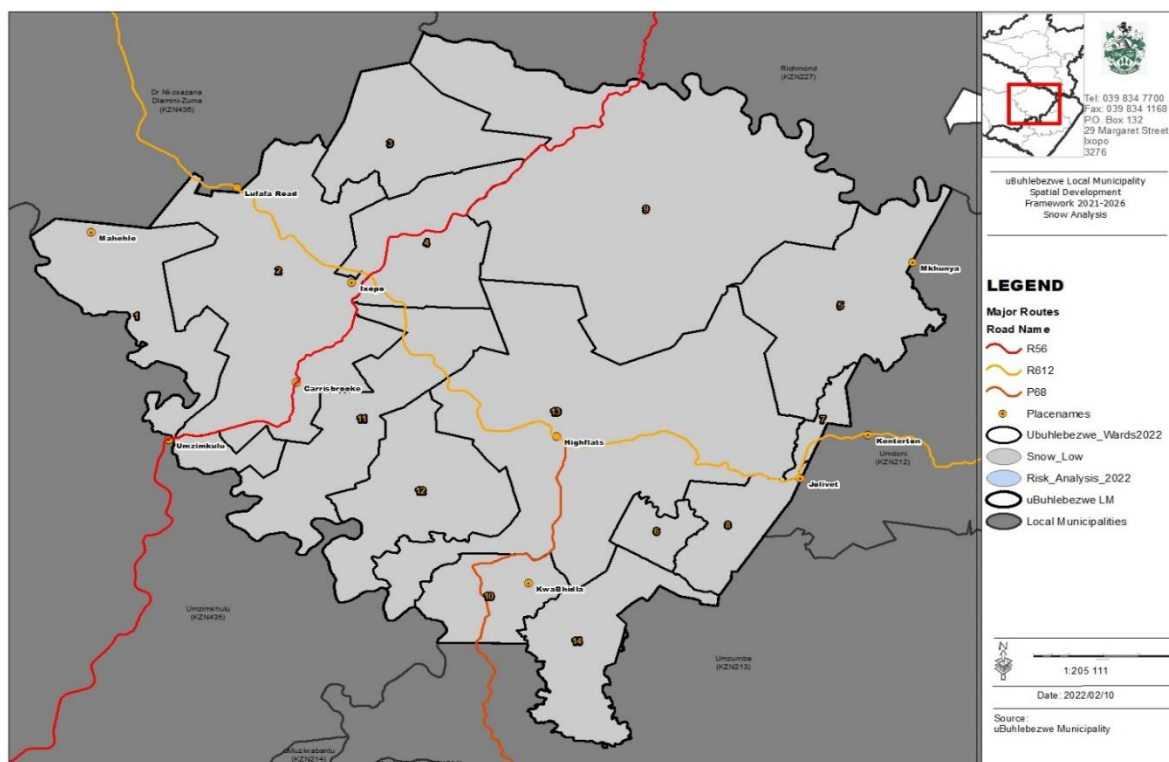 Dr Nkosazana
Dlamini-Zuma
(KZN436)
Richmond
(KZN227)
3
9
Lufafa Road
Mahehle
4
2
Ixopo
Mkhunya
5
1
Carrisbrooke
11
13
7
Umzimkulu
Highflats
Kenterton
Umdoni
(KZN212)
Jolivet
12
6
8
KwaBhidla
10
14
Umzimkhulu
(KZN435)
Umzumbe
(KZN213)
uMuziwabantu
(KZN214)
Tel: 039 834 7700
Fax: 039 834 1168
P.O. Box 132
29 Margaret Street
Ixopo
3276
uBuhlebezwe Local Municipality
Spatial Development
Framework 2021-2026
Snow Analysis
LEGEND
Major Routes
Road Name
R56
R612
P68
Placenames
Ubuhlebezwe_Wards2022
Snow_Low
Risk_Analysis_2022
uBuhlebezwe LM
Local Municipalities
N
1:205 111
Date: 2022/02/10
Source:
uBuhlebezwe Municipality